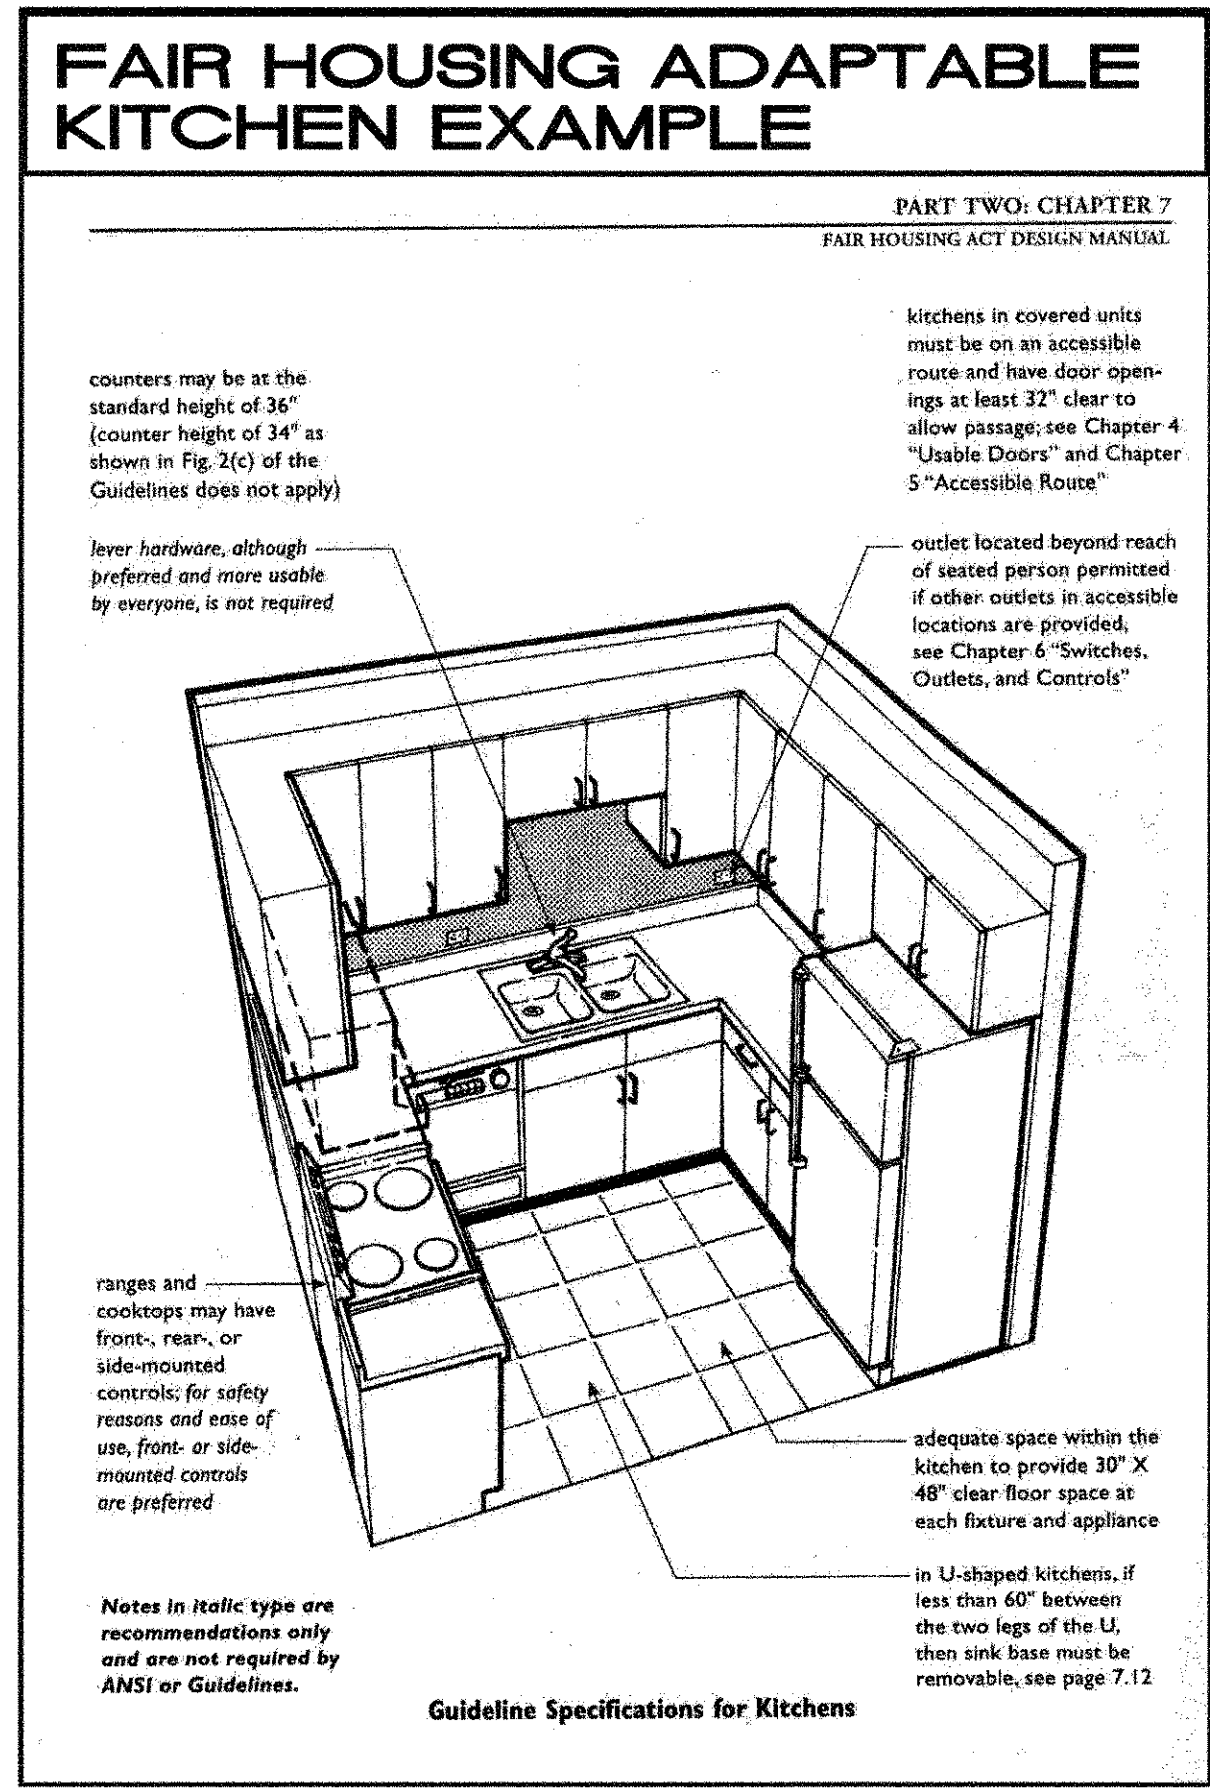 FAIR HOUSING ADAPTABLE
KITCHEN EXAMPLE
PART TWO: CHAPTER 7
FAIR HOUSING ACT DESIGN MANUAL
counters may be at the
standard height of 36"
(counter height of 34" as
shown in Fig. 2(c) of the
Guidelines does not apply)
kitchens in covered units
must be on an accessible
route and have door open-
ings at least 32" clear to
allow passage; see Chapter 4
"Usable Doors" and Chapter
5 "Accessible Route"
lever hardware, although
preferred and more usable
by everyone, is not required
outlet located beyond reach
of seated person permitted
if other outlets in accessible
locations are provided,
see Chapter 6 "Switches,
Outlets, and Controls"
ranges and
cooktops may have
front-, rear-, or
side-mounted
controls; for safety
reasons and ease of
use, front- or side-
mounted controls
are preferred
adequate space within the
kitchen to provide 30" X
48" clear floor space at
each fixture and appliance
in U-shaped kitchens, if
less than 60" between
the two legs of the U,
then sink base must be
removable, see page 7.12
Notes in italic type are
recommendations only
and are not required by
ANSI or Guidelines.
Guideline Specifications for Kitchens